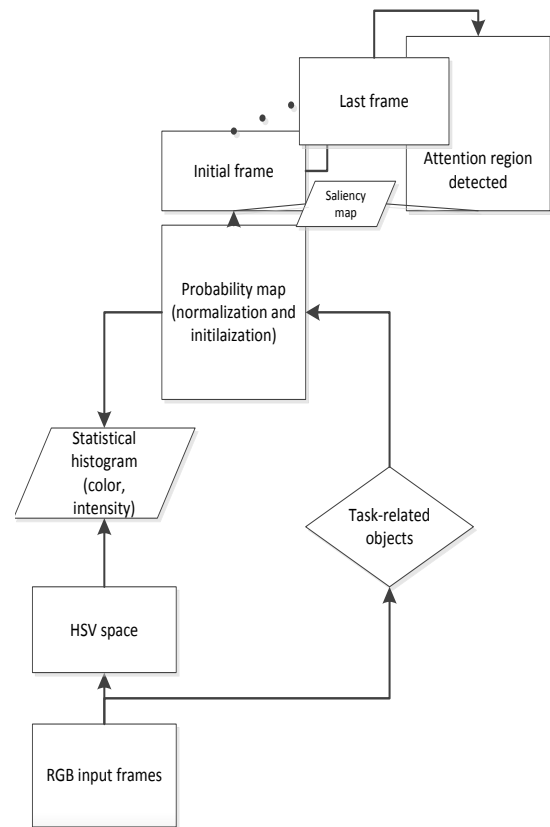 Last frame
Attention region
detected
Initial frame
Saliency
map
Probability map
(normalization and
initilaization)
Statistical
histogram
(color,
intensity)
Task-related
objects
HSV space
RGB input frames